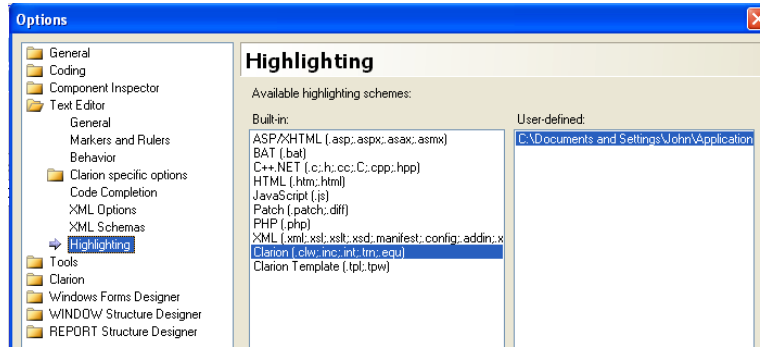 Options
General
Coding
Component Inspector
Text Editor
General
Markers and Rulers
Behavior
Clarion specific options
Code Completion
XML Options
XML Schemas
Highlighting
Tools
Clarion
Windows Forms Designer
WINDOW Structure Designer
REPORT Structure Designer
Highlighting
Available highlighting schemes:
Built-in:
ASP/XHTML (.asp;.aspx;.asax;.asmx)
BAT (.bat)
C++.NET (.c;.h;.cc;.C;.cpp;.hpp)
HTML (.htm;.html)
JavaScript (.js)
Patch (.patch;.diff)
PHP (.php)
XML (.xml;.xsl;.xslt;.xsd;.manifest;.config;.addin;.x
Clarion (.clw;.inc;.int;.trn;.equ)
Clarion Template (.tpl;.tpw)
User-defined:
C:\Documents and Settings\John\Application